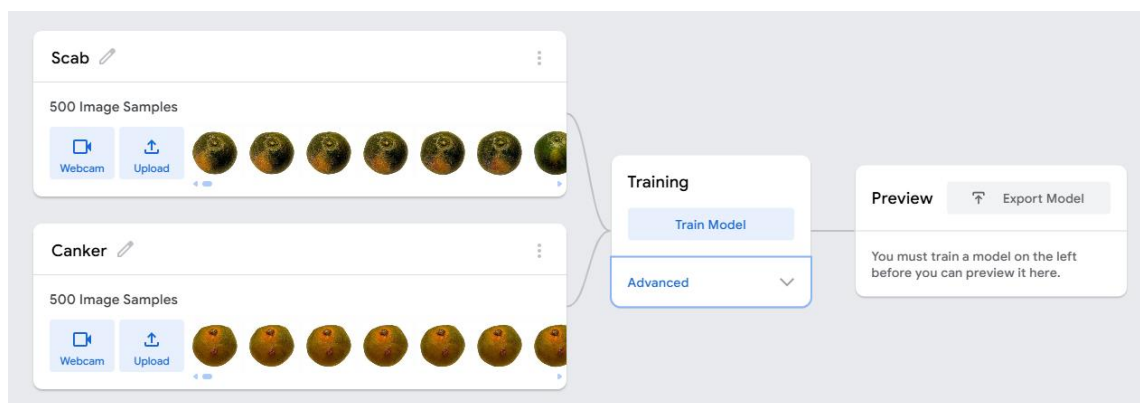 Scab
500 Image Samples
Webcam
Upload
Canker
500 Image Samples
Webcam
Upload
Training
Train Model
Advanced
Preview
Export Model
You must train a model on the left
before you can preview it here.